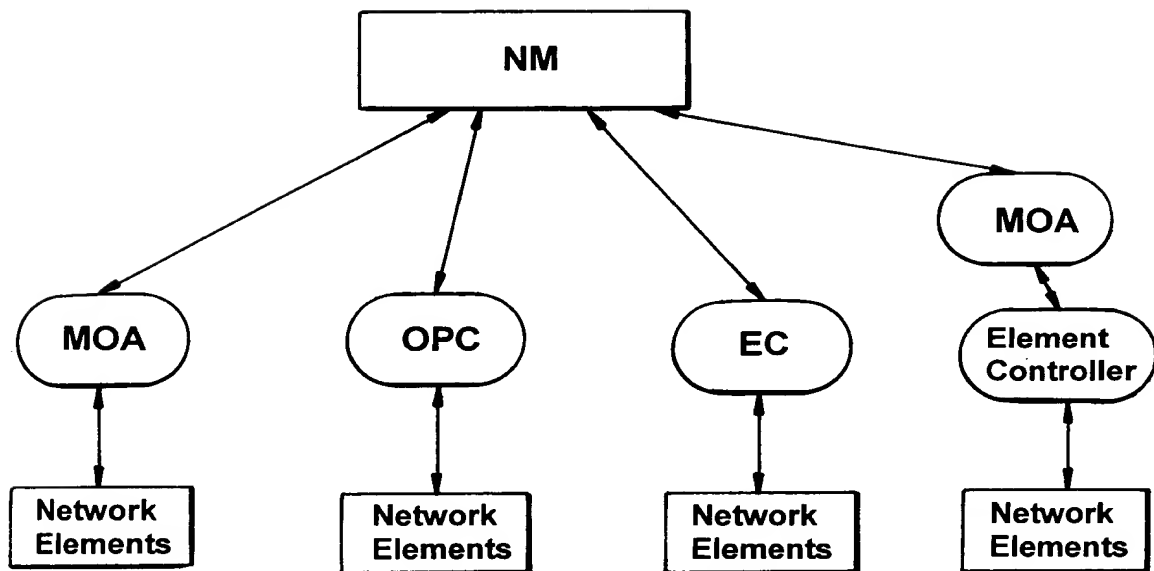 NM
MOA
MOA
OPC
EC
Element
Controller
Network
Elements
Network
Elements
Network
Elements
Network
Elements